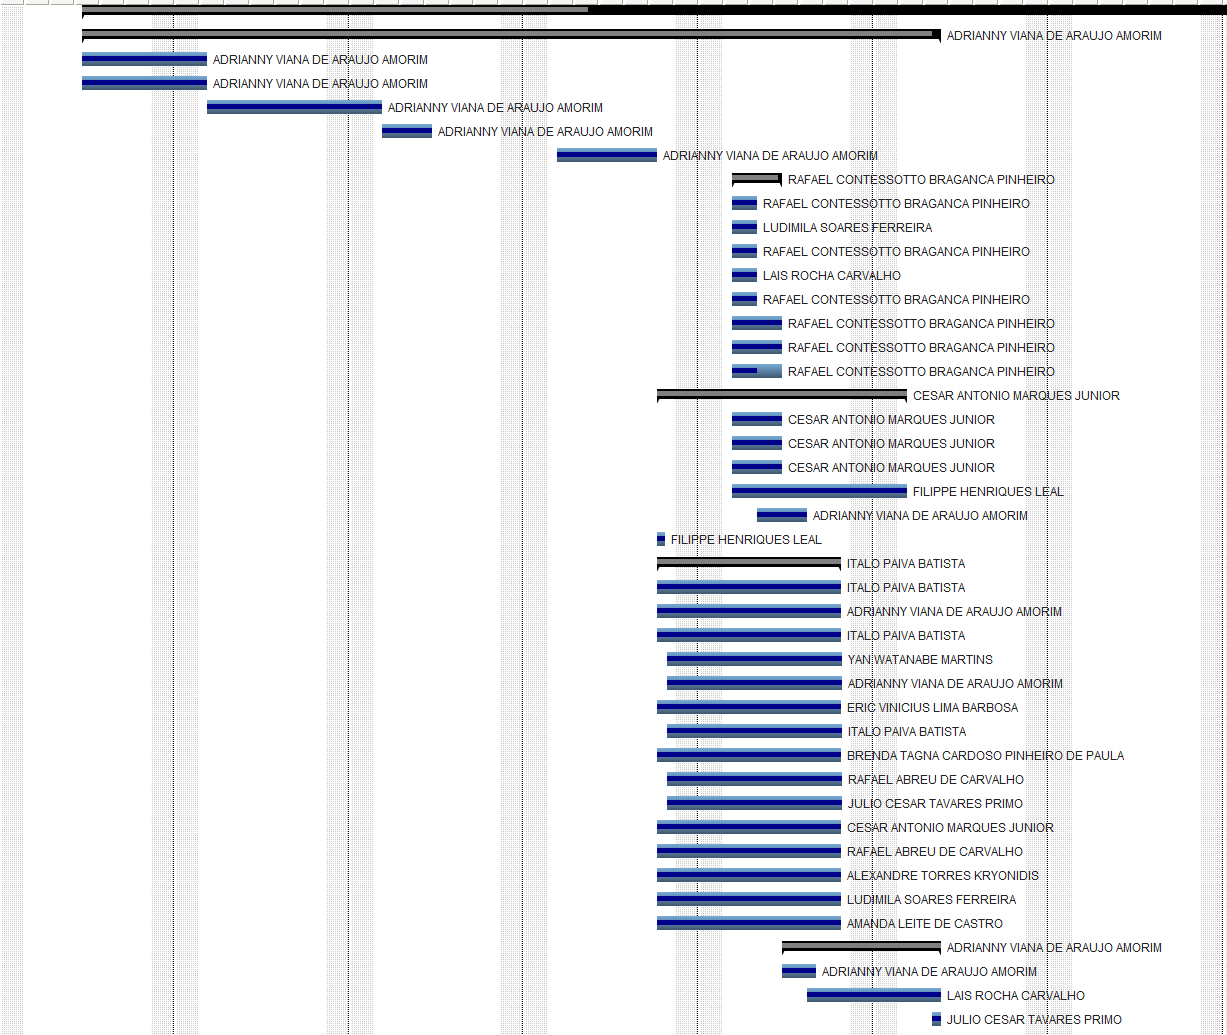 ADRIANNY VIANA DE ARAUJO AMORIM
ADRIANNY VIANA DE ARAUJO AMORIM
ADRIANNY VIANA DE ARAUJO AMORIM
ADRIANNY VIANA DE ARAUJO AMORIM
ADRIANNY VIANA DE ARAUJO AMORIM
ADRIANNY VIANA DE ARAUJO AMORIM
RAFAEL CONTESSOTTO BRAGANCA PINHEIRO
RAFAEL CONTESSOTTO BRAGANCA PINHEIRO
LUDIMILA SOARES FERREIRA
RAFAEL CONTESSOTTO BRAGANCA PINHEIRO
LAIS ROCHA CARVALHO
RAFAEL CONTESSOTTO BRAGANCA PINHEIRO
RAFAEL CONTESSOTTO BRAGANCA PINHEIRO
RAFAEL CONTESSOTTO BRAGANCA PINHEIRO
RAFAEL CONTESSOTTO BRAGANCA PINHEIRO
CESAR ANTONIO MARQUES JUNIOR
CESAR ANTONIO MARQUES JUNIOR
CESAR ANTONIO MARQUES JUNIOR
CESAR ANTONIO MARQUES JUNIOR
FILIPPE HENRIQUES LEAL
ADRIANNY VIANA DE ARAUJO AMORIM
FILIPPE HENRIQUES LEAL
ITALO PAIVA BATISTA
ITALO PAIVA BATISTA
ADRIANNY VIANA DE ARAUJO AMORIM
ITALO PAIVA BATISTA
YAN WATANABE MARTINS
ADRIANNY VIANA DE ARAUJO AMORIM
ERIC VINICIUS LIMA BARBOSA
ITALO PAIVA BATISTA
BRENDA TAGNA CARDOSO PINHEIRO DE PAULA
RAFAEL ABREU DE CARVALHO
JULIO CESAR TAVARES PRIMO
CESAR ANTONIO MARQUES JUNIOR
RAFAEL ABREU DE CARVALHO
ALEXANDRE TORRES KRYONIDIS
LUDIMILA SOARES FERREIRA
AMANDA LEITE DE CASTRO
ADRIANNY VIANA DE ARAUJO AMORIM
ADRIANNY VIANA DE ARAUJO AMORIM
LAIS ROCHA CARVALHO
JULIO CESAR TAVARES PRIMO